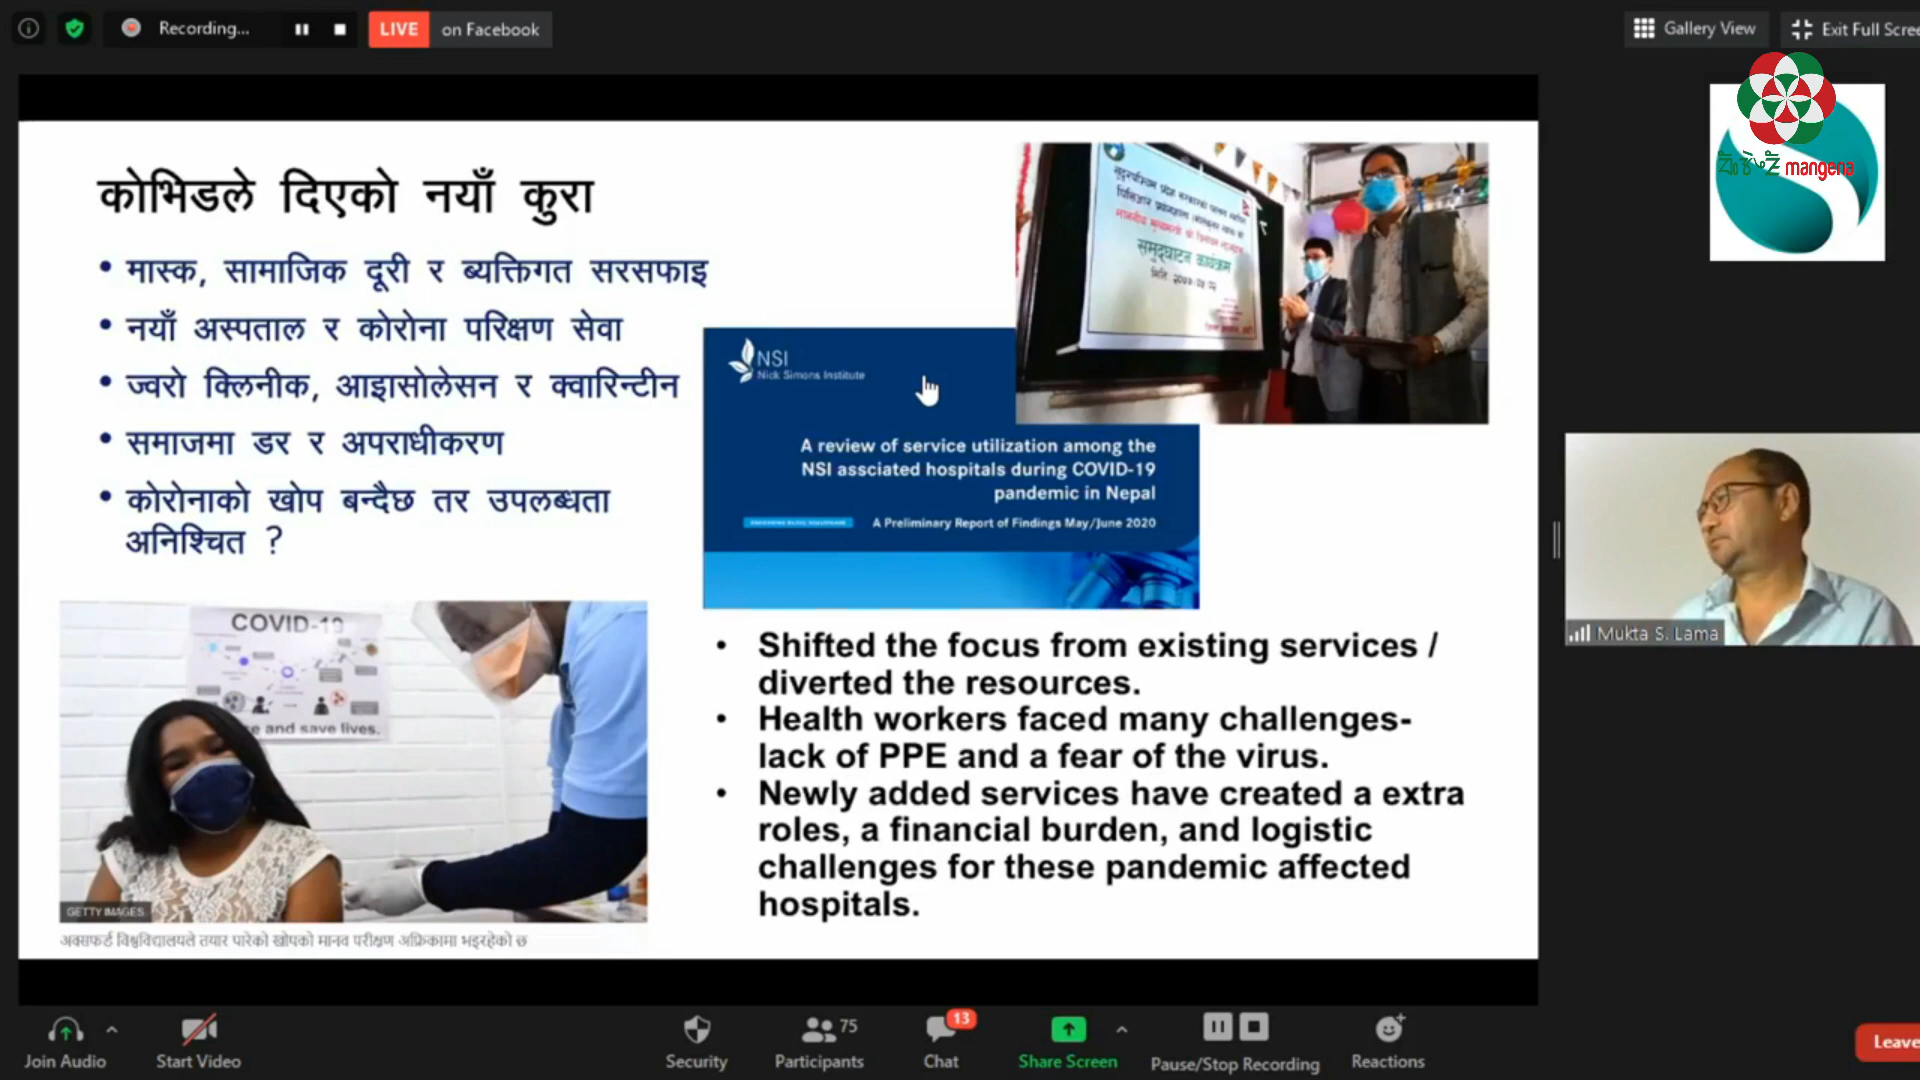 Recording...
LIVE on Facebook
Gallery View
mangena
कोभिडले दिएको नयाँ कुरा
• मास्क, सामाजिक दूरी र ब्यक्तिगत सरसफाइ
• नयाँ अस्पताल र कोरोना परिक्षण सेवा
• ज्वरो क्लिनीक, आइासोलेसन र क्वारिन्टीन
• समाजमा डर र अपराधीकरण
• कोरोनाको खोप बन्दैछ तर उपलब्धता
अनिश्चित ?
समुद्घाटन कार्यक्रम
NSI
Nick Simons Institute
A review of service utilization among the
NSI assciated hospitals during COVID-19
pandemic in Nepal
A Preliminary Report of Findings May/June 2020
• Shifted the focus from existing services /
diverted the resources.
• Health workers faced many challenges-
lack of PPE and a fear of the virus.
• Newly added services have created a extra
roles, a financial burden, and logistic
challenges for these pandemic affected
hospitals.
COVID-19
and save lives.
GETTY IMAGES
अक्सफर्ड विश्वविद्यालयले तयार पारेको खोपको मानव परीक्षण अफ्रिकामा भइरहेको छ
Mukta S. Lama
Exit Full Scree
Join Audio
Start Video
Security
75
Participants
13
Chat
Share Screen
Pause/Stop Recording
Reactions
Leave